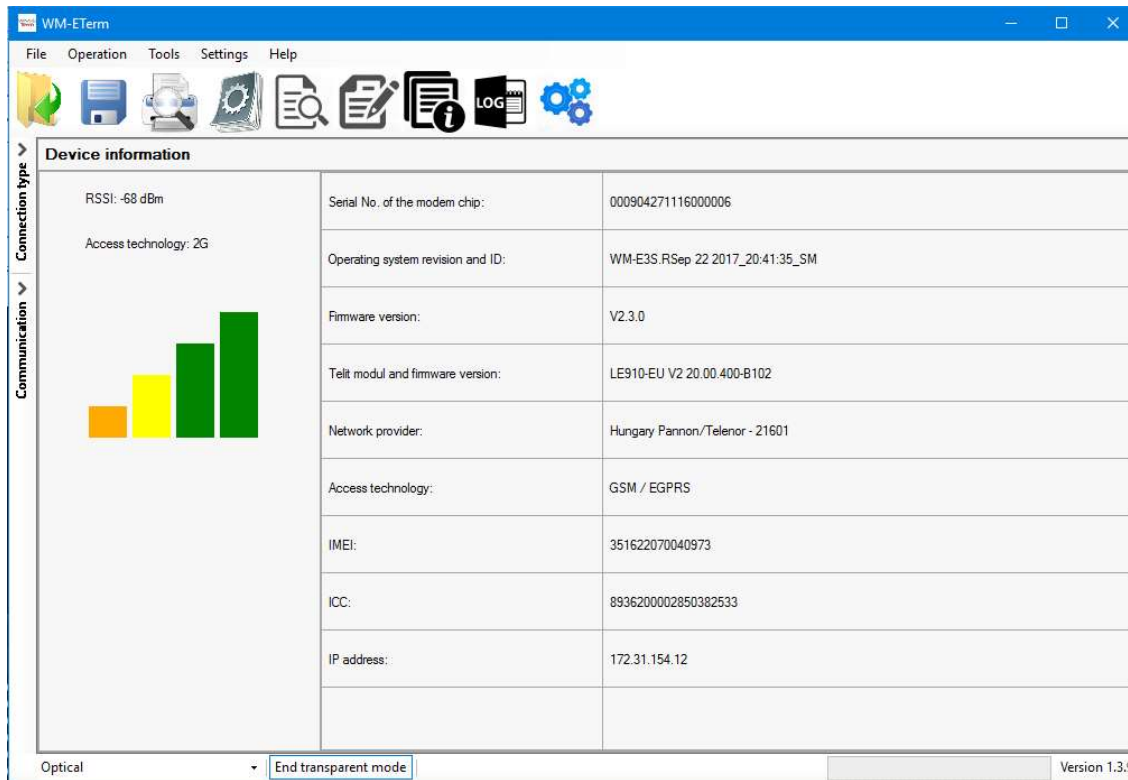 WM-ETerm
File Operation Tools Settings Help
LOG
Connection type
Communication
Device information
RSSI: -68 dBm
Access technology: 2G
Serial No. of the modem chip: 000904271116000006
Operating system revision and ID: WM-E3S.RSep 22 2017_20:41:35_SM
Firmware version: V2.3.0
Telit modul and firmware version: LE910-EU V2 20.00.400-B102
Network provider: Hungary Pannon/Telenor - 21601
Access technology: GSM / EGPRS
IMEI: 351622070040973
ICC: 8936200002850382533
IP address: 172.31.154.12
Optical End transparent mode Version 1.3.9